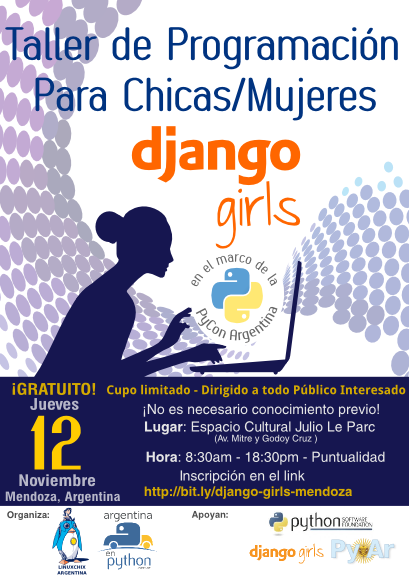 Taller de Programación
Para Chicas/Mujeres
django
girls
en el marco de la
PyCon Argentina
¡GRATUITO! Cupo limitado - Dirigido a todo Público Interesado
Jueves
12
Noviembre
Mendoza, Argentina
¡No es necesario conocimiento previo!
Lugar: Espacio Cultural Julio Le Parc
(Av. Mitre y Godoy Cruz )
Hora: 8:30am - 18:30pm - Puntualidad
Inscripción en el link
http://bit.ly/django-girls-mendoza
Organiza:
LINUXCHIX
ARGENTINA
argentina
en
python
Apoyan:
python
SOFTWARE
FOUNDATION
django girls
PyAr